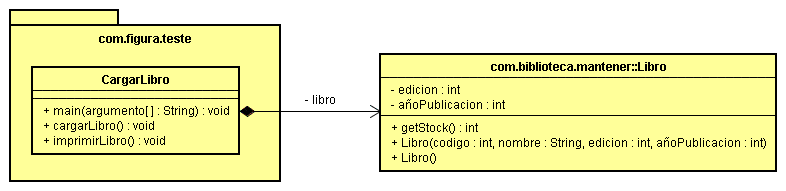 com.figura.teste
CargarLibro
+ main(argumento[ ] : String) : void
+ cargarLibro() : void
+ imprimirLibro() : void
- libro
com.biblioteca.mantener::Libro
- edicion : int
- añoPublicacion : int
+ getStock() : int
+ Libro(codigo : int, nombre : String, edicion : int, añoPublicacion : int)
+ Libro()